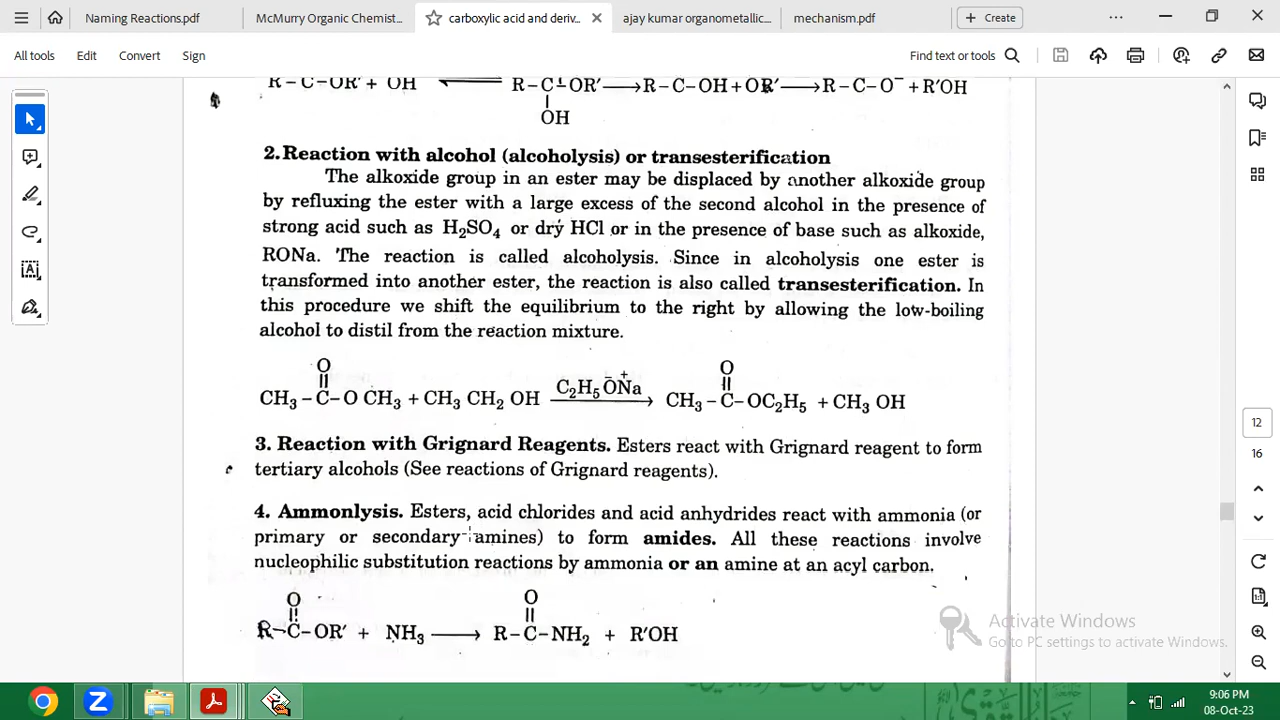 Naming Reactions.pdf
McMurry Organic Chemist...
carboxylic acid and deriv...
ajay kumar organometallic...
mechanism.pdf
Create
All tools
Edit
Convert
Sign
Find text or tools
R – C – OR′ + OH R – C – OR′ ⟶ R – C – OH + OR′ ⟶ R – C – O⁻ + R′OH
OH
2. Reaction with alcohol (alcoholysis) or transesterification
The alkoxide group in an ester may be displaced by another alkoxide group
by refluxing the ester with a large excess of the second alcohol in the presence of
strong acid such as H₂SO₄ or dry HCl or in the presence of base such as alkoxide,
RONa. The reaction is called alcoholysis. Since in alcoholysis one ester is
transformed into another ester, the reaction is also called transesterification. In
this procedure we shift the equilibrium to the right by allowing the low-boiling
alcohol to distil from the reaction mixture.
O O
C₂H₅ŌN⁺a
CH₃ – C – O CH₃ + CH₃ CH₂ OH ⟶ CH₃ – C – OC₂H₅ + CH₃ OH
3. Reaction with Grignard Reagents. Esters react with Grignard reagent to form
tertiary alcohols (See reactions of Grignard reagents).
4. Ammonlysis. Esters, acid chlorides and acid anhydrides react with ammonia (or
primary or secondary amines) to form amides. All these reactions involve
nucleophilic substitution reactions by ammonia or an amine at an acyl carbon.
O O
R – C – OR′ + NH₃ ⟶ R – C – NH₂ + R′OH
12
16
Activate Windows
Go to PC settings to activate Windows.
9:06 PM
08-Oct-23